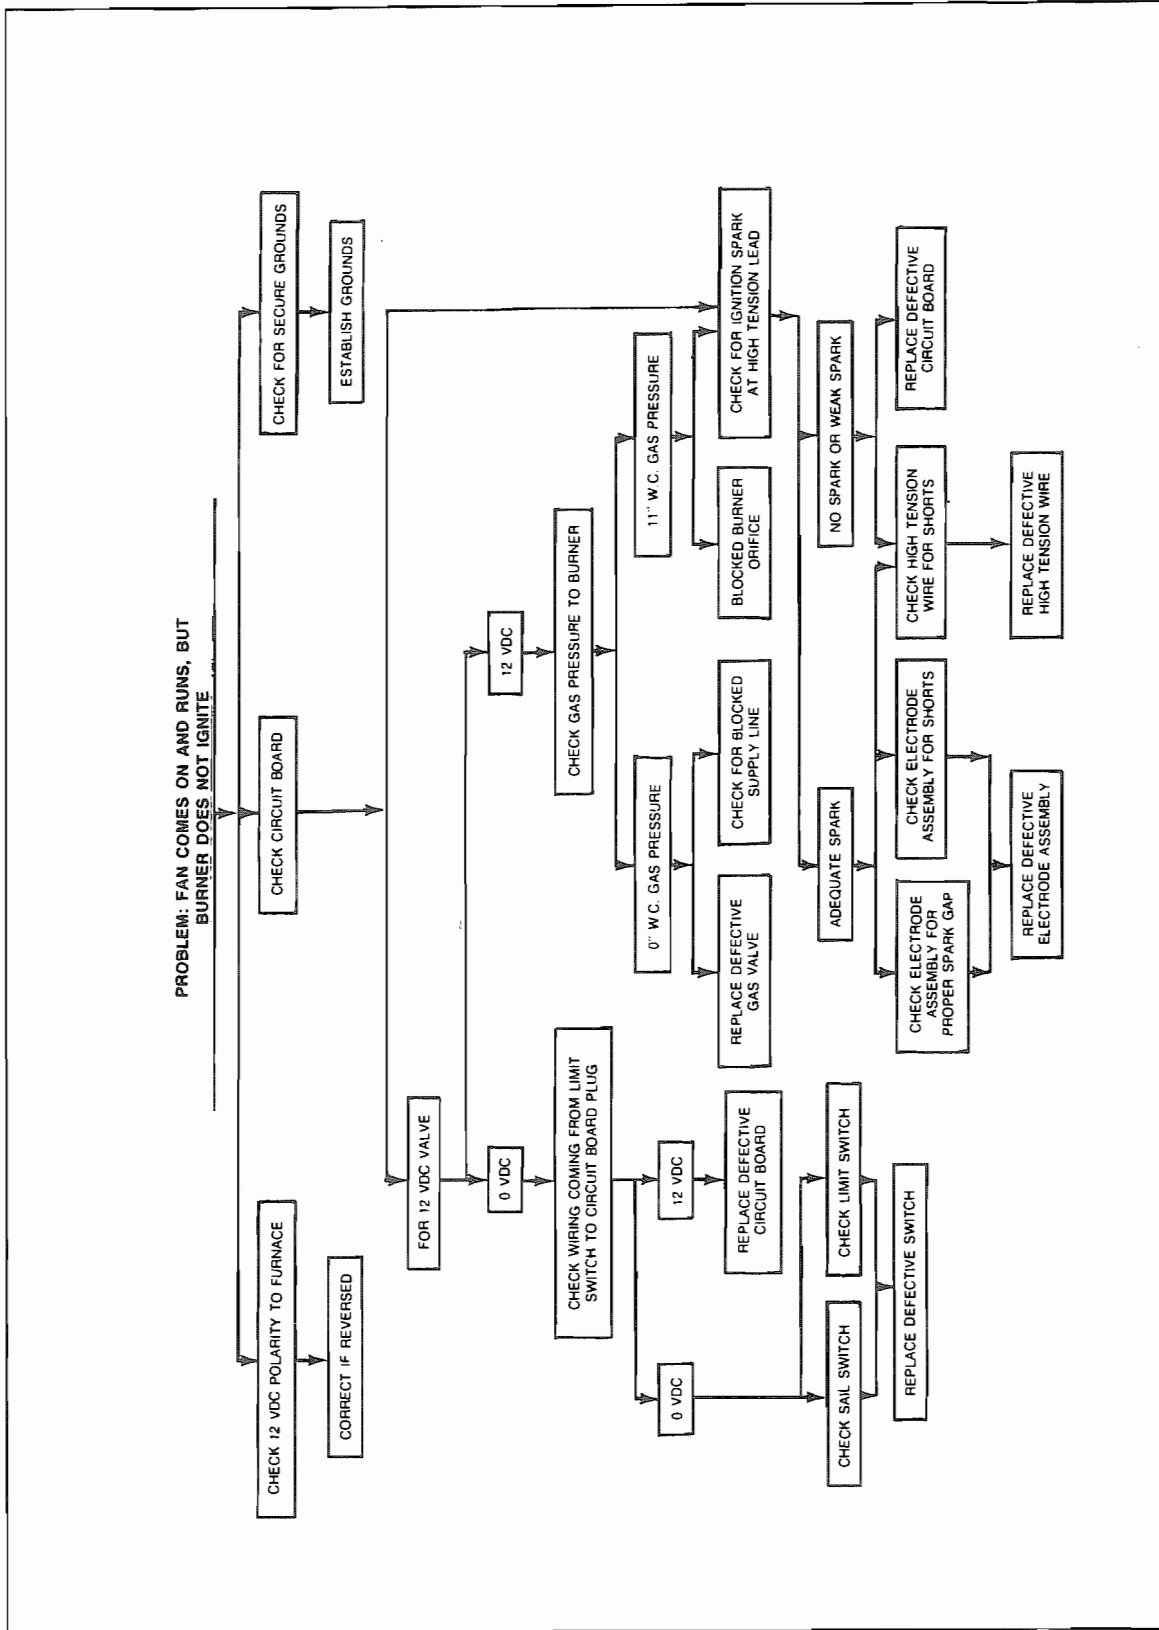 PROBLEM: FAN COMES ON AND RUNS, BUT
BURNER DOES NOT IGNITE
CHECK 12 VDC POLARITY TO FURNACE
CHECK CIRCUIT BOARD
CHECK FOR SECURE GROUNDS
CORRECT IF REVERSED
ESTABLISH GROUNDS
FOR 12 VDC VALVE
0 VDC
12 VDC
CHECK WIRING COMING FROM LIMIT
SWITCH TO CIRCUIT BOARD PLUG
CHECK GAS PRESSURE TO BURNER
0 VDC
12 VDC
0" W.C. GAS PRESSURE
11" W.C. GAS PRESSURE
REPLACE DEFECTIVE
CIRCUIT BOARD
REPLACE DEFECTIVE
GAS VALVE
CHECK FOR BLOCKED
SUPPLY LINE
BLOCKED BURNER
ORIFICE
CHECK FOR IGNITION SPARK
AT HIGH TENSION LEAD
CHECK SAIL SWITCH
CHECK LIMIT SWITCH
ADEQUATE SPARK
NO SPARK OR WEAK SPARK
REPLACE DEFECTIVE SWITCH
CHECK ELECTRODE
ASSEMBLY FOR
PROPER SPARK GAP
CHECK ELECTRODE
ASSEMBLY FOR SHORTS
CHECK HIGH TENSION
WIRE FOR SHORTS
REPLACE DEFECTIVE
CIRCUIT BOARD
REPLACE DEFECTIVE
ELECTRODE ASSEMBLY
REPLACE DEFECTIVE
HIGH TENSION WIRE